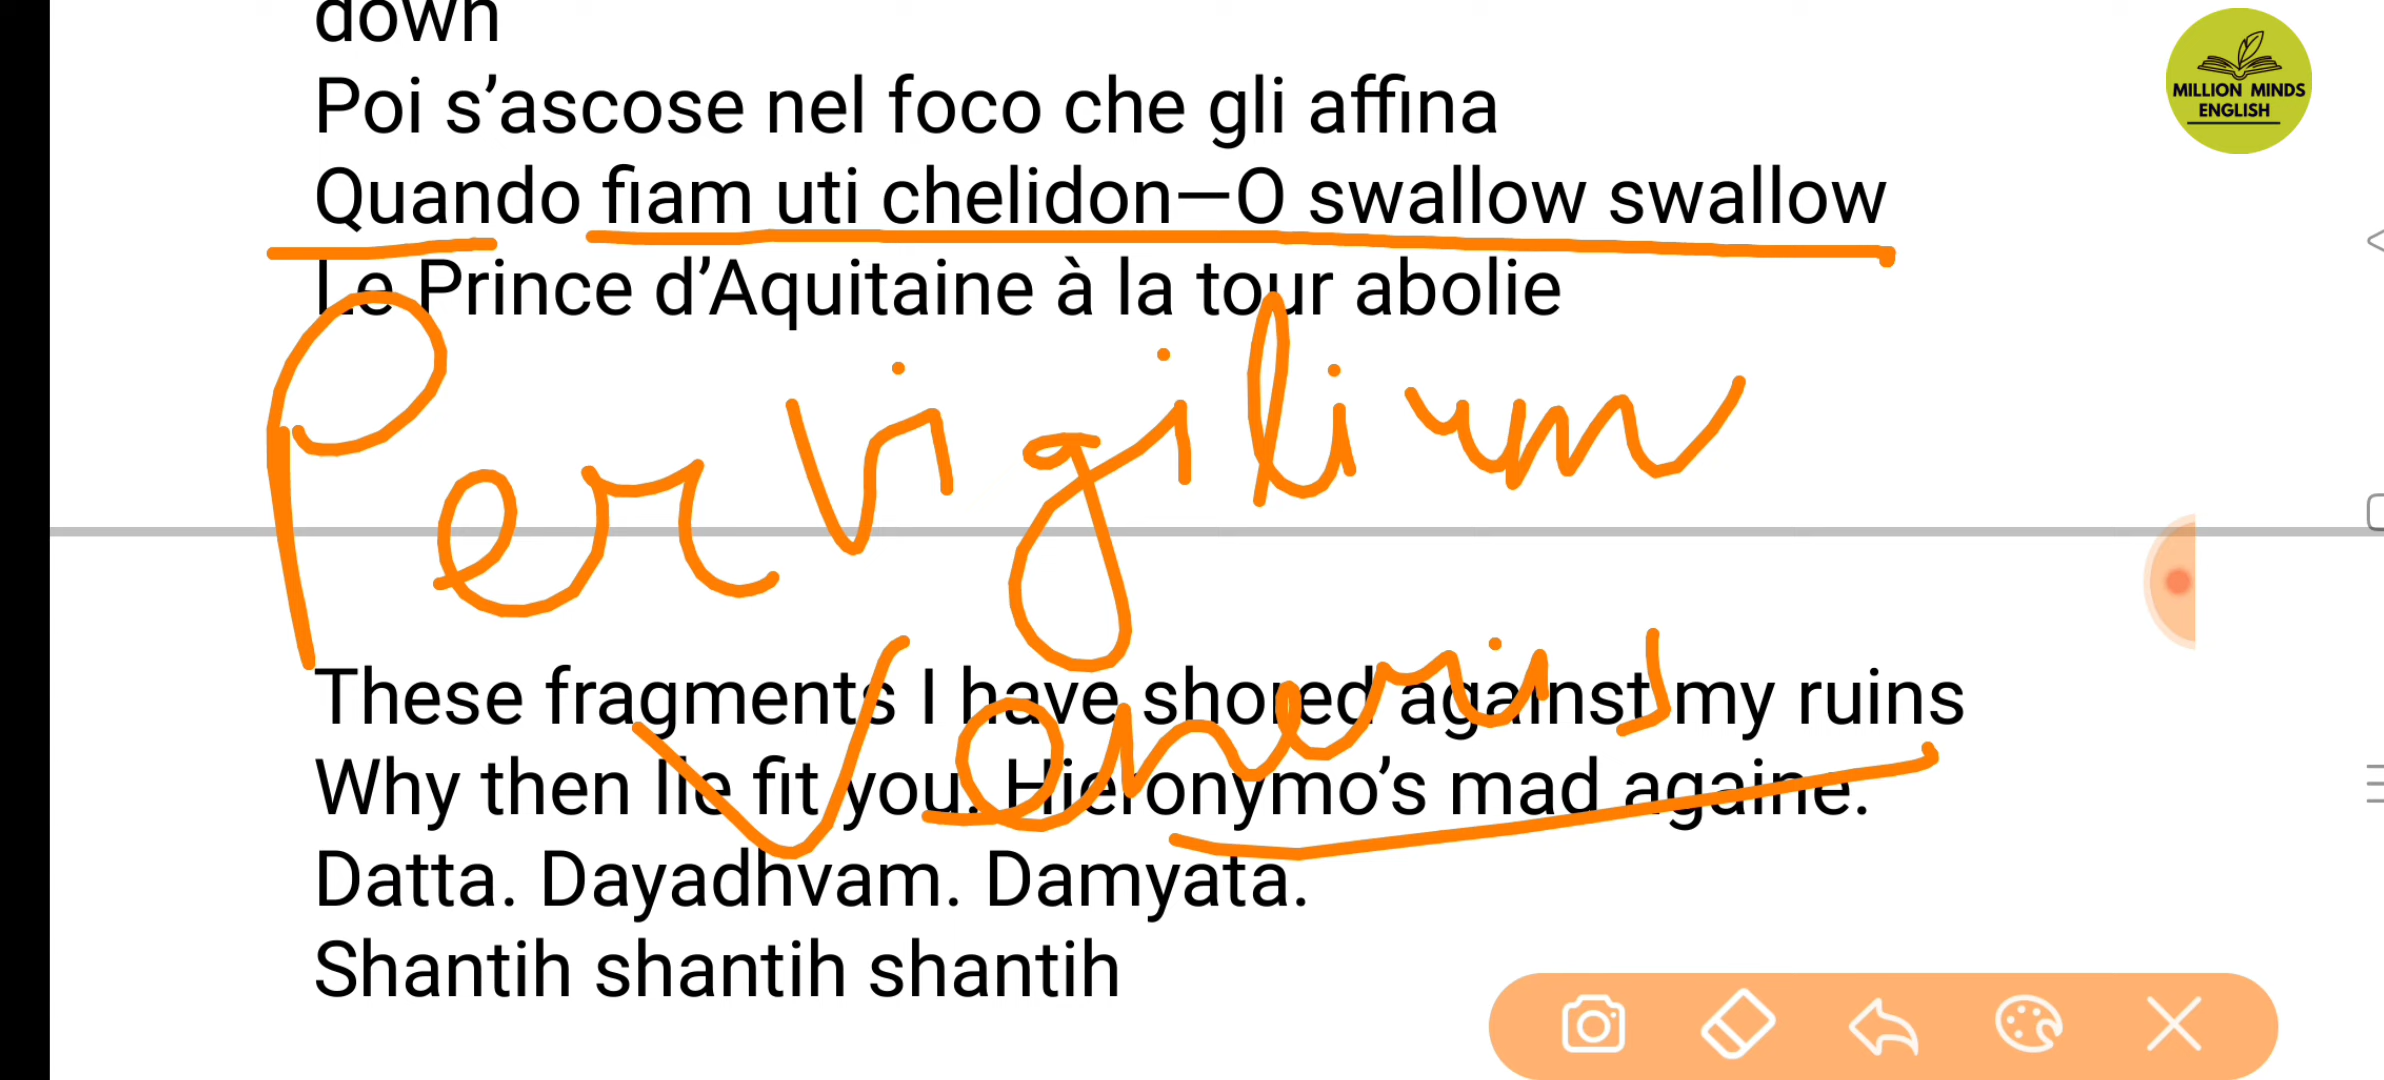 down
MILLION MINDS
ENGLISH
Poi s’ascose nel foco che gli affina
Quando fiam uti chelidon—O swallow swallow
Le Prince d’Aquitaine à la tour abolie
Pervigilium
Veneris
These fragments I have shored against my ruins
Why then Ile fit you. Hieronymo’s mad againe.
Datta. Dayadhvam. Damyata.
Shantih shantih shantih